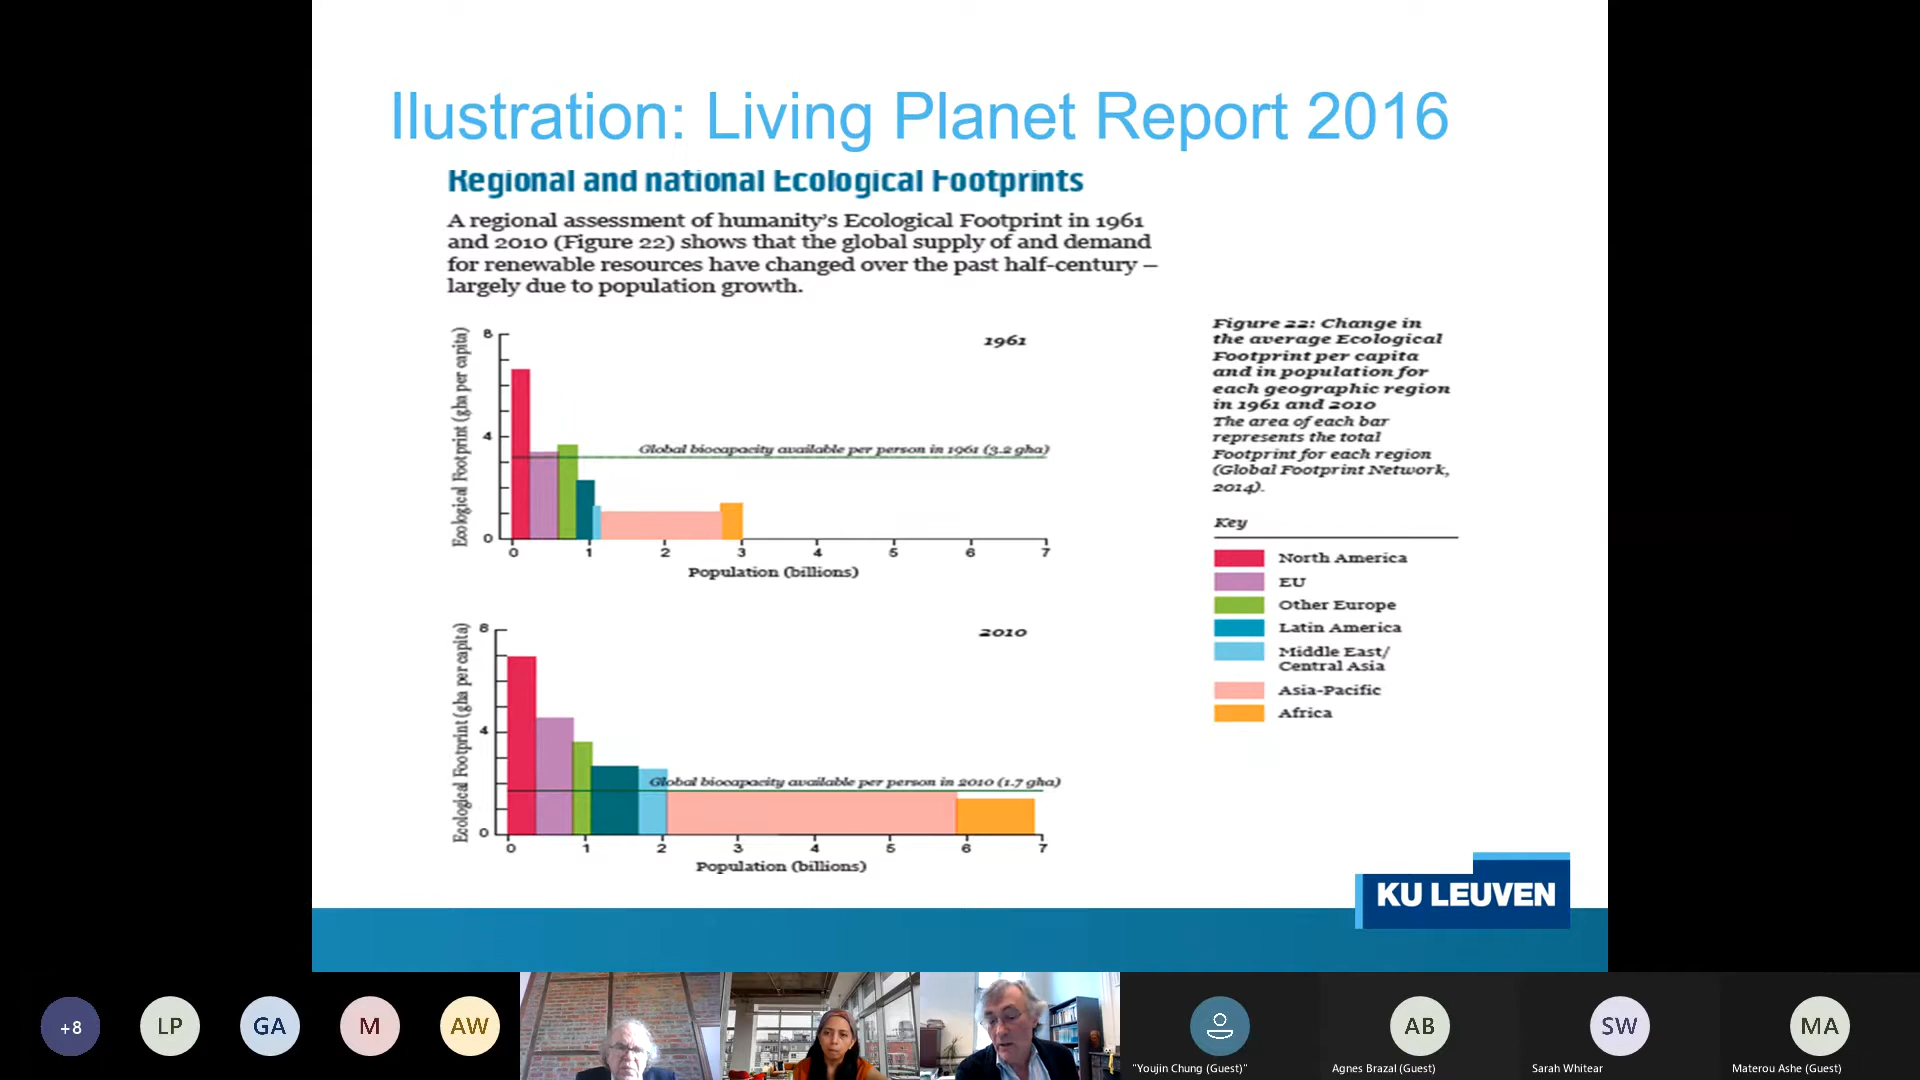 Ilustration: Living Planet Report 2016
Regional and national Ecological Footprints
A regional assessment of humanity's Ecological Footprint in 1961
and 2010 (Figure 22) shows that the global supply of and demand
for renewable resources have changed over the past half-century –
largely due to population growth.
Ecological Footprint (gha per capita)
8
4
0
1961
Global biocapacity available per person in 1961 (3.2 gha)
0 1 2 3 4 5 6 7
Population (billions)
Ecological Footprint (gha per capita)
8
4
0
2010
Global biocapacity available per person in 2010 (1.7 gha)
0 1 2 3 4 5 6 7
Population (billions)
Figure 22: Change in
the average Ecological
Footprint per capita
and in population for
each geographic region
in 1961 and 2010
The area of each bar
represents the total
Footprint for each region
(Global Footprint Network,
2014).
Key
North America
EU
Other Europe
Latin America
Middle East/
Central Asia
Asia-Pacific
Africa
KU LEUVEN
+8
LP
GA
M
AW
AB
SW
MA
"Youjin Chung (Guest)"
Agnes Brazal (Guest)
Sarah Whitear
Materou Ashe (Guest)